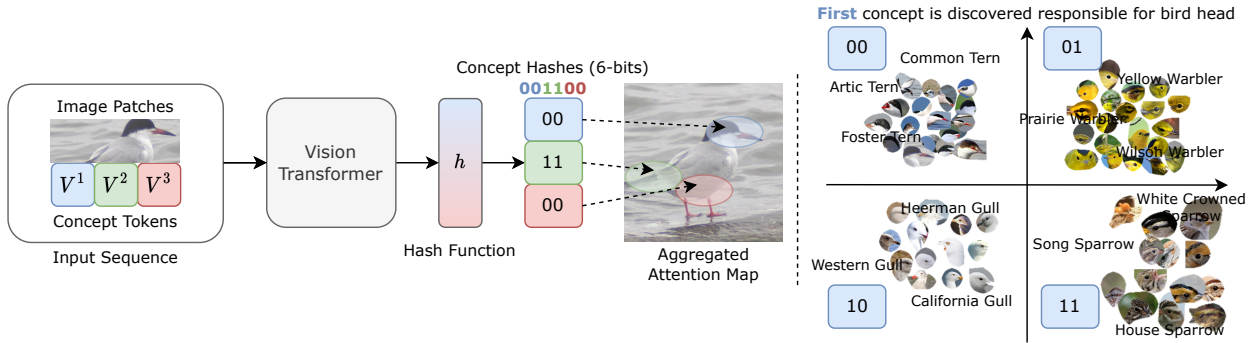 Image Patches
V¹ V² V³
Concept Tokens
Input Sequence
Vision
Transformer
h
Hash Function
Concept Hashes (6-bits)
001100
00
11
00
Aggregated
Attention Map
First concept is discovered responsible for bird head
00
Common Tern
Artic Tern
Foster Tern
01
Yellow Warbler
Prairie Warbler
Wilson Warbler
Heerman Gull
Western Gull
California Gull
10
White Crowned
Sparrow
Song Sparrow
House Sparrow
11